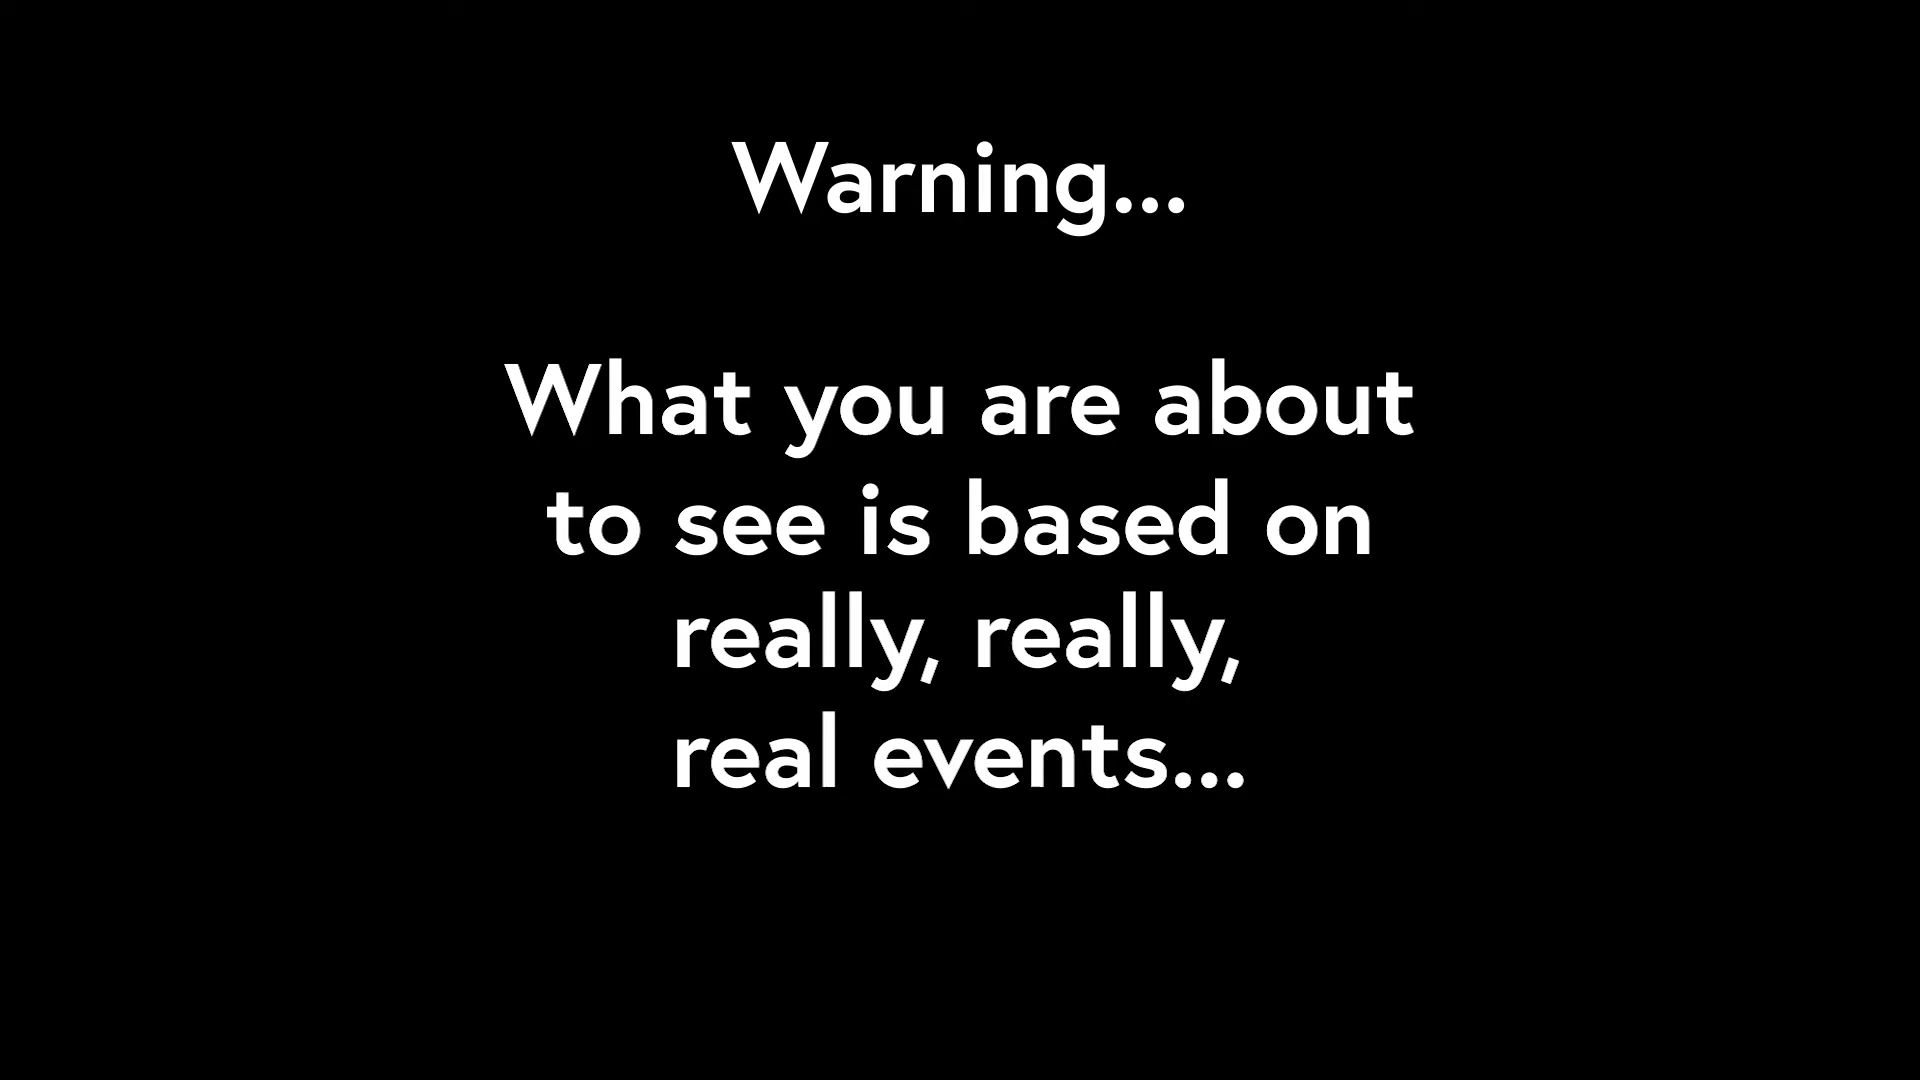 Warning...
What you are about
to see is based on
really, really,
real events...